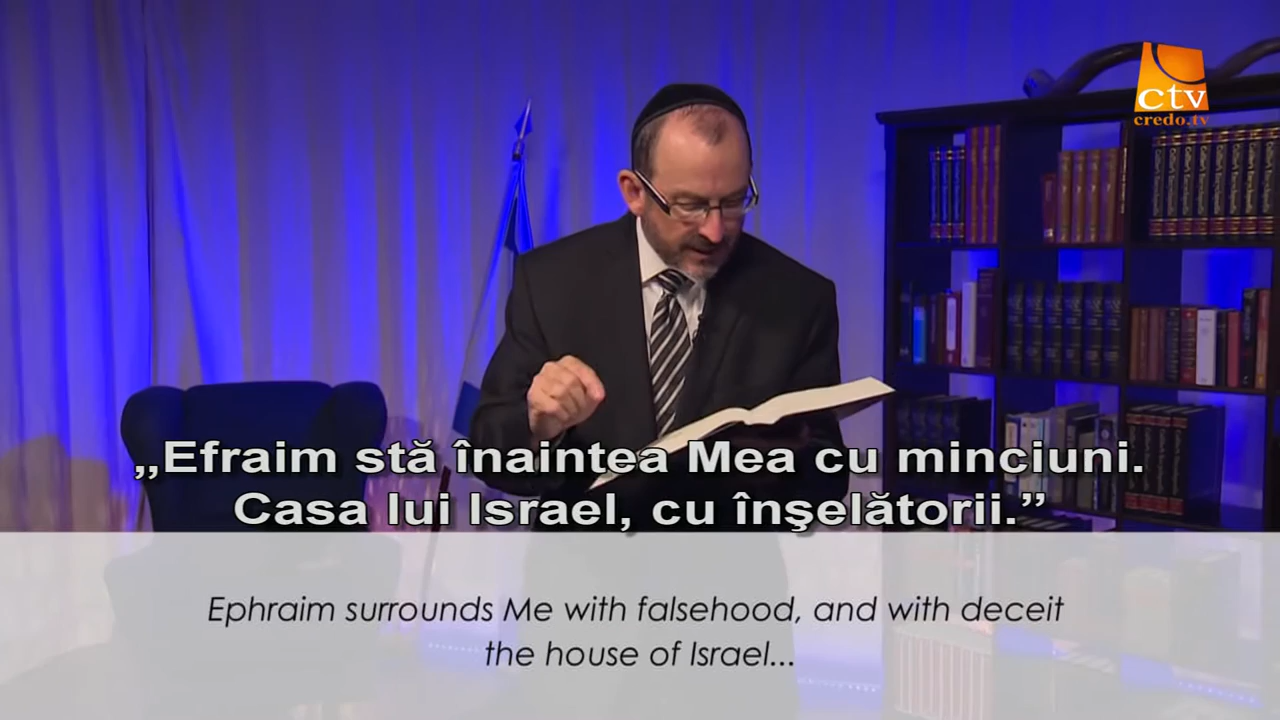 ctv
credo.tv
„Efraim stă înaintea Mea cu minciuni.
Casa lui Israel, cu înşelătorii.”
Ephraim surrounds Me with falsehood, and with deceit
the house of Israel...